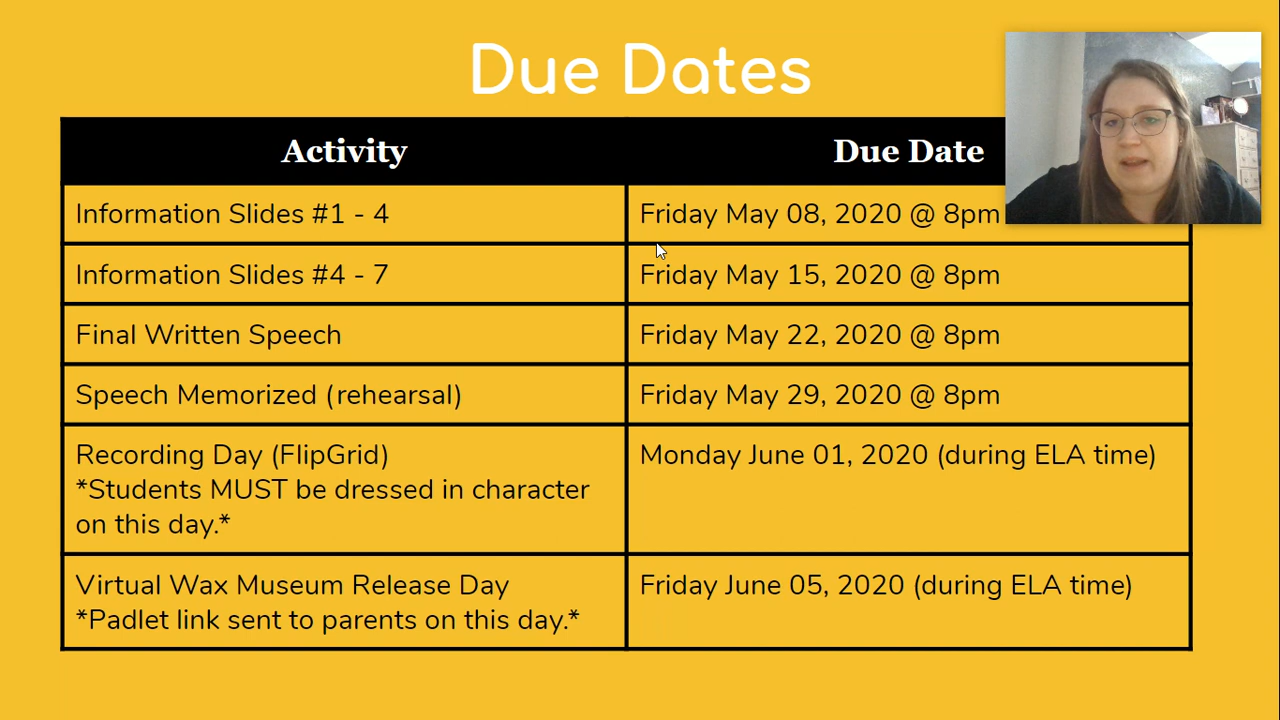 Due Dates
Activity
Due Date
Information Slides #1 - 4
Friday May 08, 2020 @ 8pm
Information Slides #4 - 7
Friday May 15, 2020 @ 8pm
Final Written Speech
Friday May 22, 2020 @ 8pm
Speech Memorized (rehearsal)
Friday May 29, 2020 @ 8pm
Recording Day (FlipGrid)
*Students MUST be dressed in character
on this day.*
Monday June 01, 2020 (during ELA time)
Virtual Wax Museum Release Day
*Padlet link sent to parents on this day.*
Friday June 05, 2020 (during ELA time)